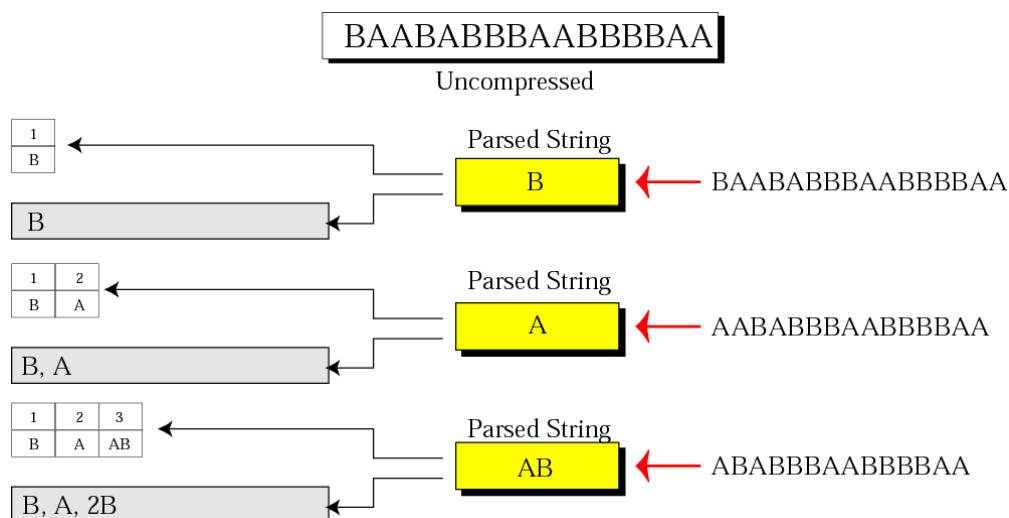 BAABABBBAABBBBAA
Uncompressed
1
B
Parsed String
B
BAABABBBAABBBBAA
B
1 2
B A
Parsed String
A
AABABBBAABBBBAA
B, A
1 2 3
B A AB
Parsed String
AB
ABABBBAABBBBAA
B, A, 2B